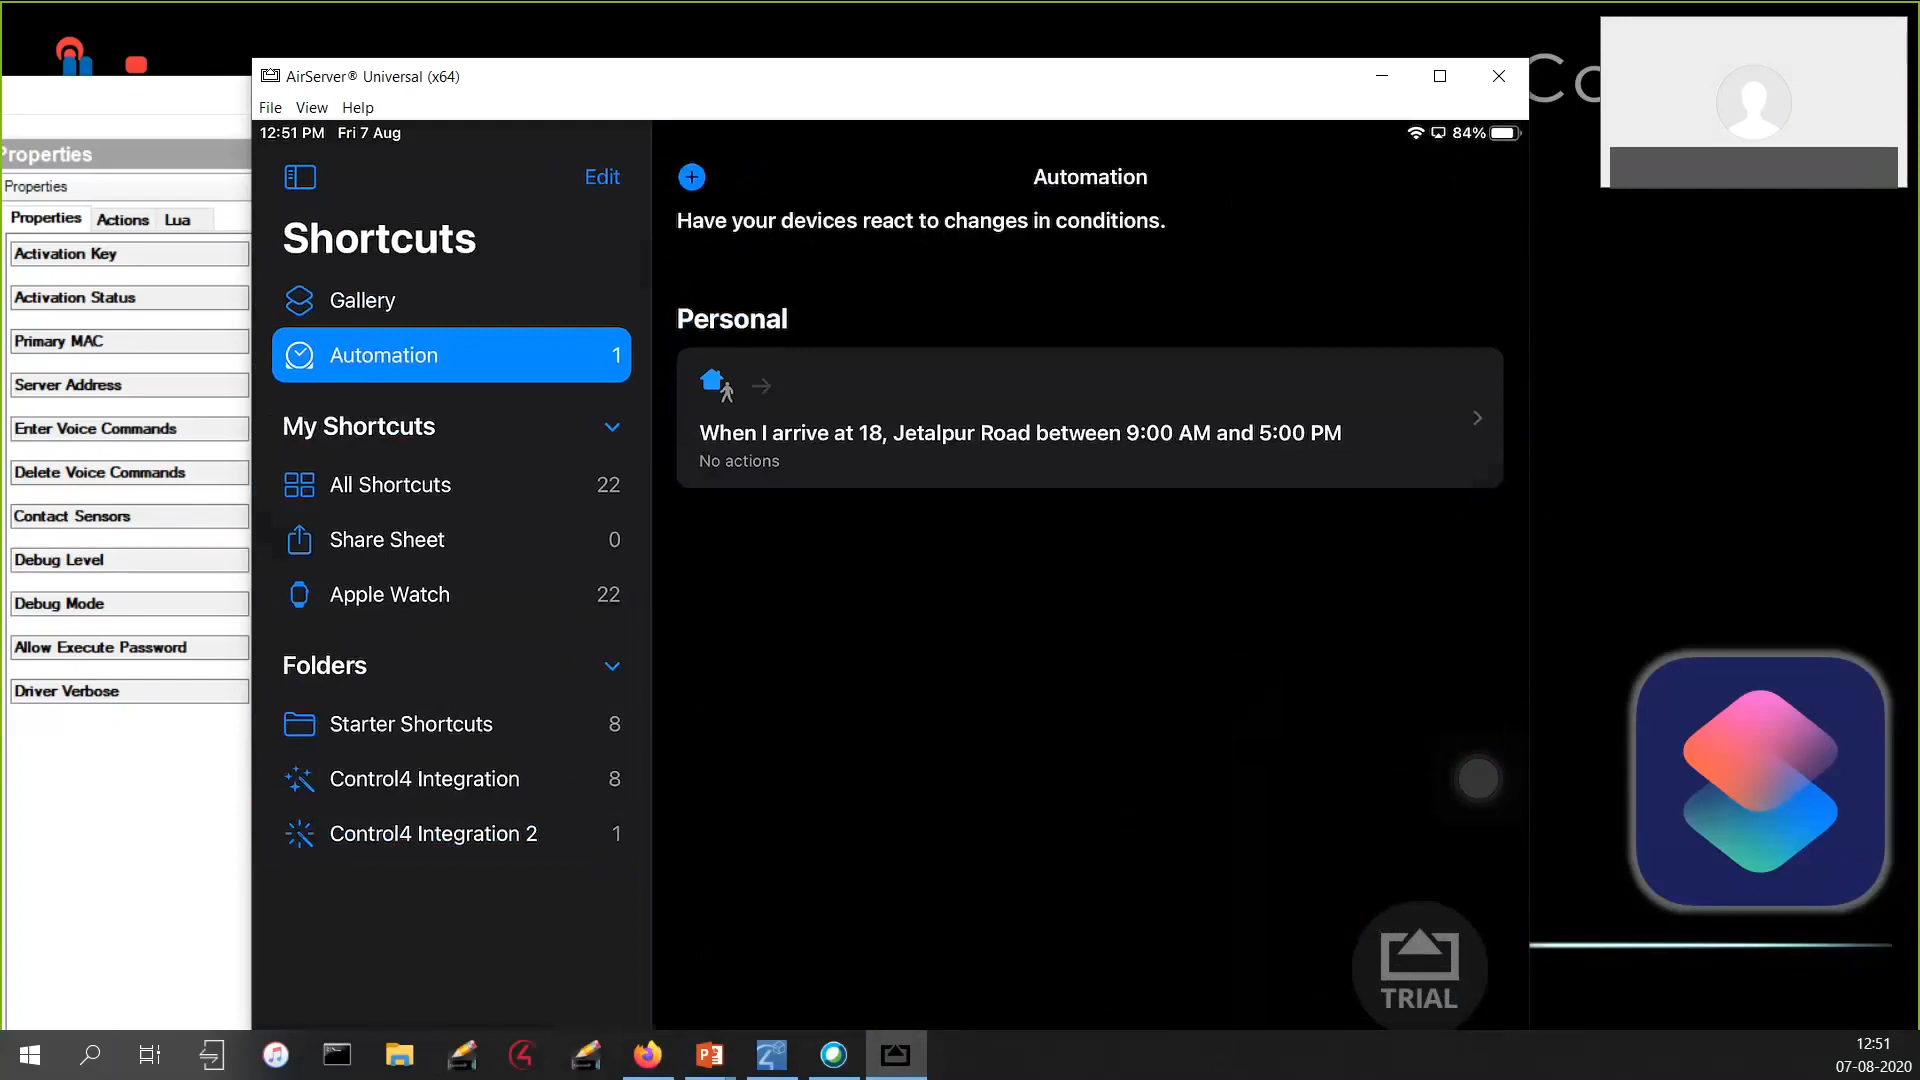 Co
AirServer® Universal (x64)
File View Help
12:51 PM Fri 7 Aug
84%
Properties
Properties
Properties Actions Lua
Activation Key
Activation Status
Primary MAC
Server Address
Enter Voice Commands
Delete Voice Commands
Contact Sensors
Debug Level
Debug Mode
Allow Execute Password
Driver Verbose
Edit
Shortcuts
Gallery
Automation 1
My Shortcuts
All Shortcuts 22
Share Sheet 0
Apple Watch 22
Folders
Starter Shortcuts 8
Control4 Integration 8
Control4 Integration 2 1
Automation
Have your devices react to changes in conditions.
Personal
When I arrive at 18, Jetalpur Road between 9:00 AM and 5:00 PM
No actions
TRIAL
12:51
07-08-2020